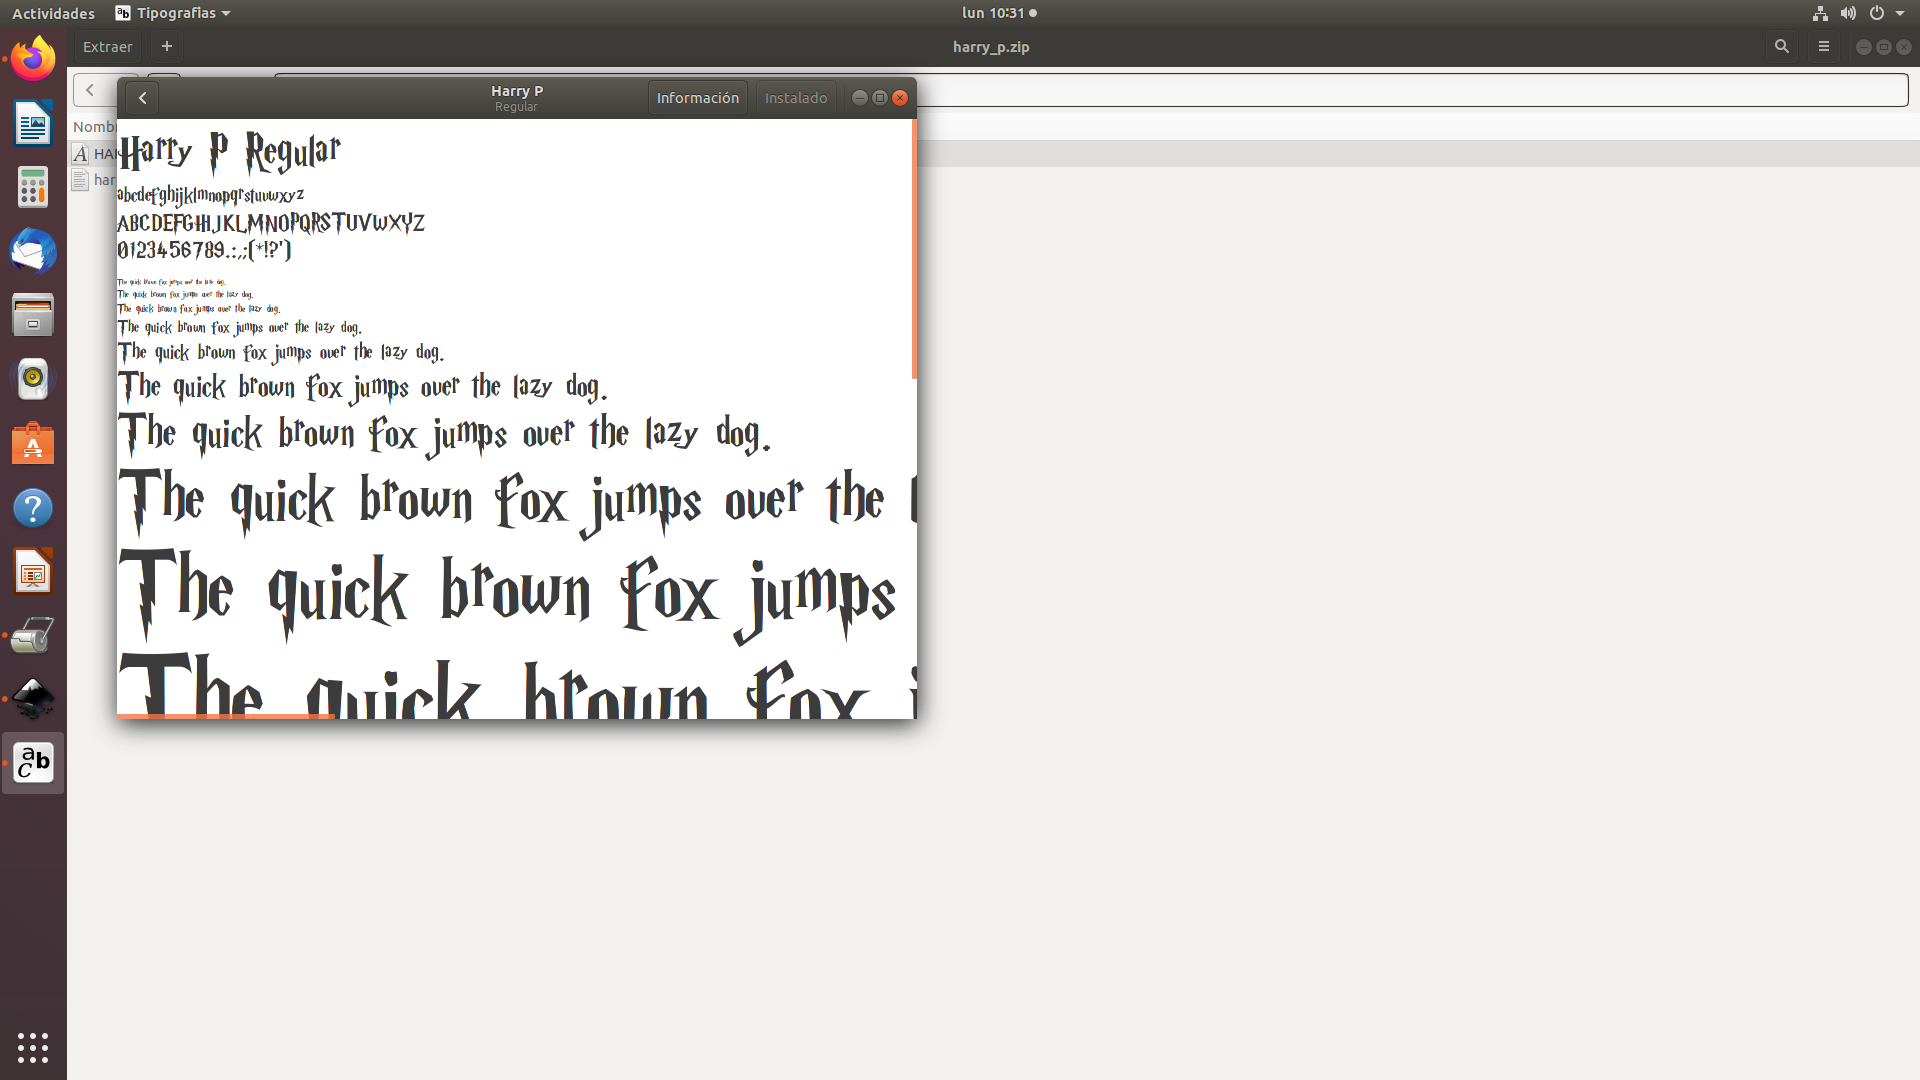 Actividades
Tipografías
lun 10:31
Extraer
+
harry_p.zip
Harry P
Regular
Información
Instalado
Harry P Regular
abcdefghijklmnopqrstuvwxyz
ABCDEFGHIJKLMNOPQRSTUVWXYZ
0123456789.:,;(*!?')
The quick brown fox jumps over the lazy dog.
The quick brown fox jumps over the lazy dog.
The quick brown fox jumps over the lazy dog.
The quick brown fox jumps over the lazy dog.
The quick brown fox jumps over the lazy dog.
The quick brown fox jumps over the lazy dog.
The quick brown fox jumps over the lazy dog.
The quick brown fox jumps over the
The quick brown fox jumps
The quick brown fox